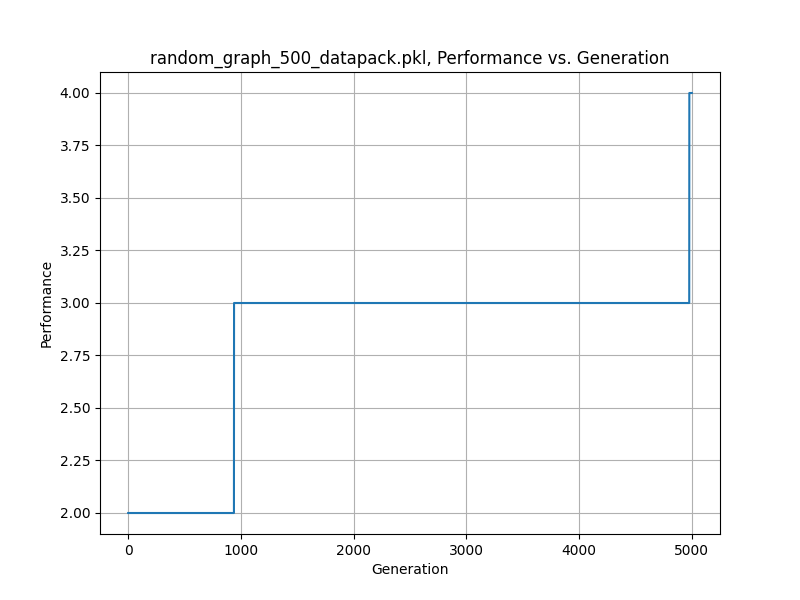 random_graph_500_datapack.pkl, Performance vs. Generation
4.00
3.75
3.50
3.25
3.00
2.75
2.50
2.25
2.00
Performance
0 1000 2000 3000 4000 5000
Generation